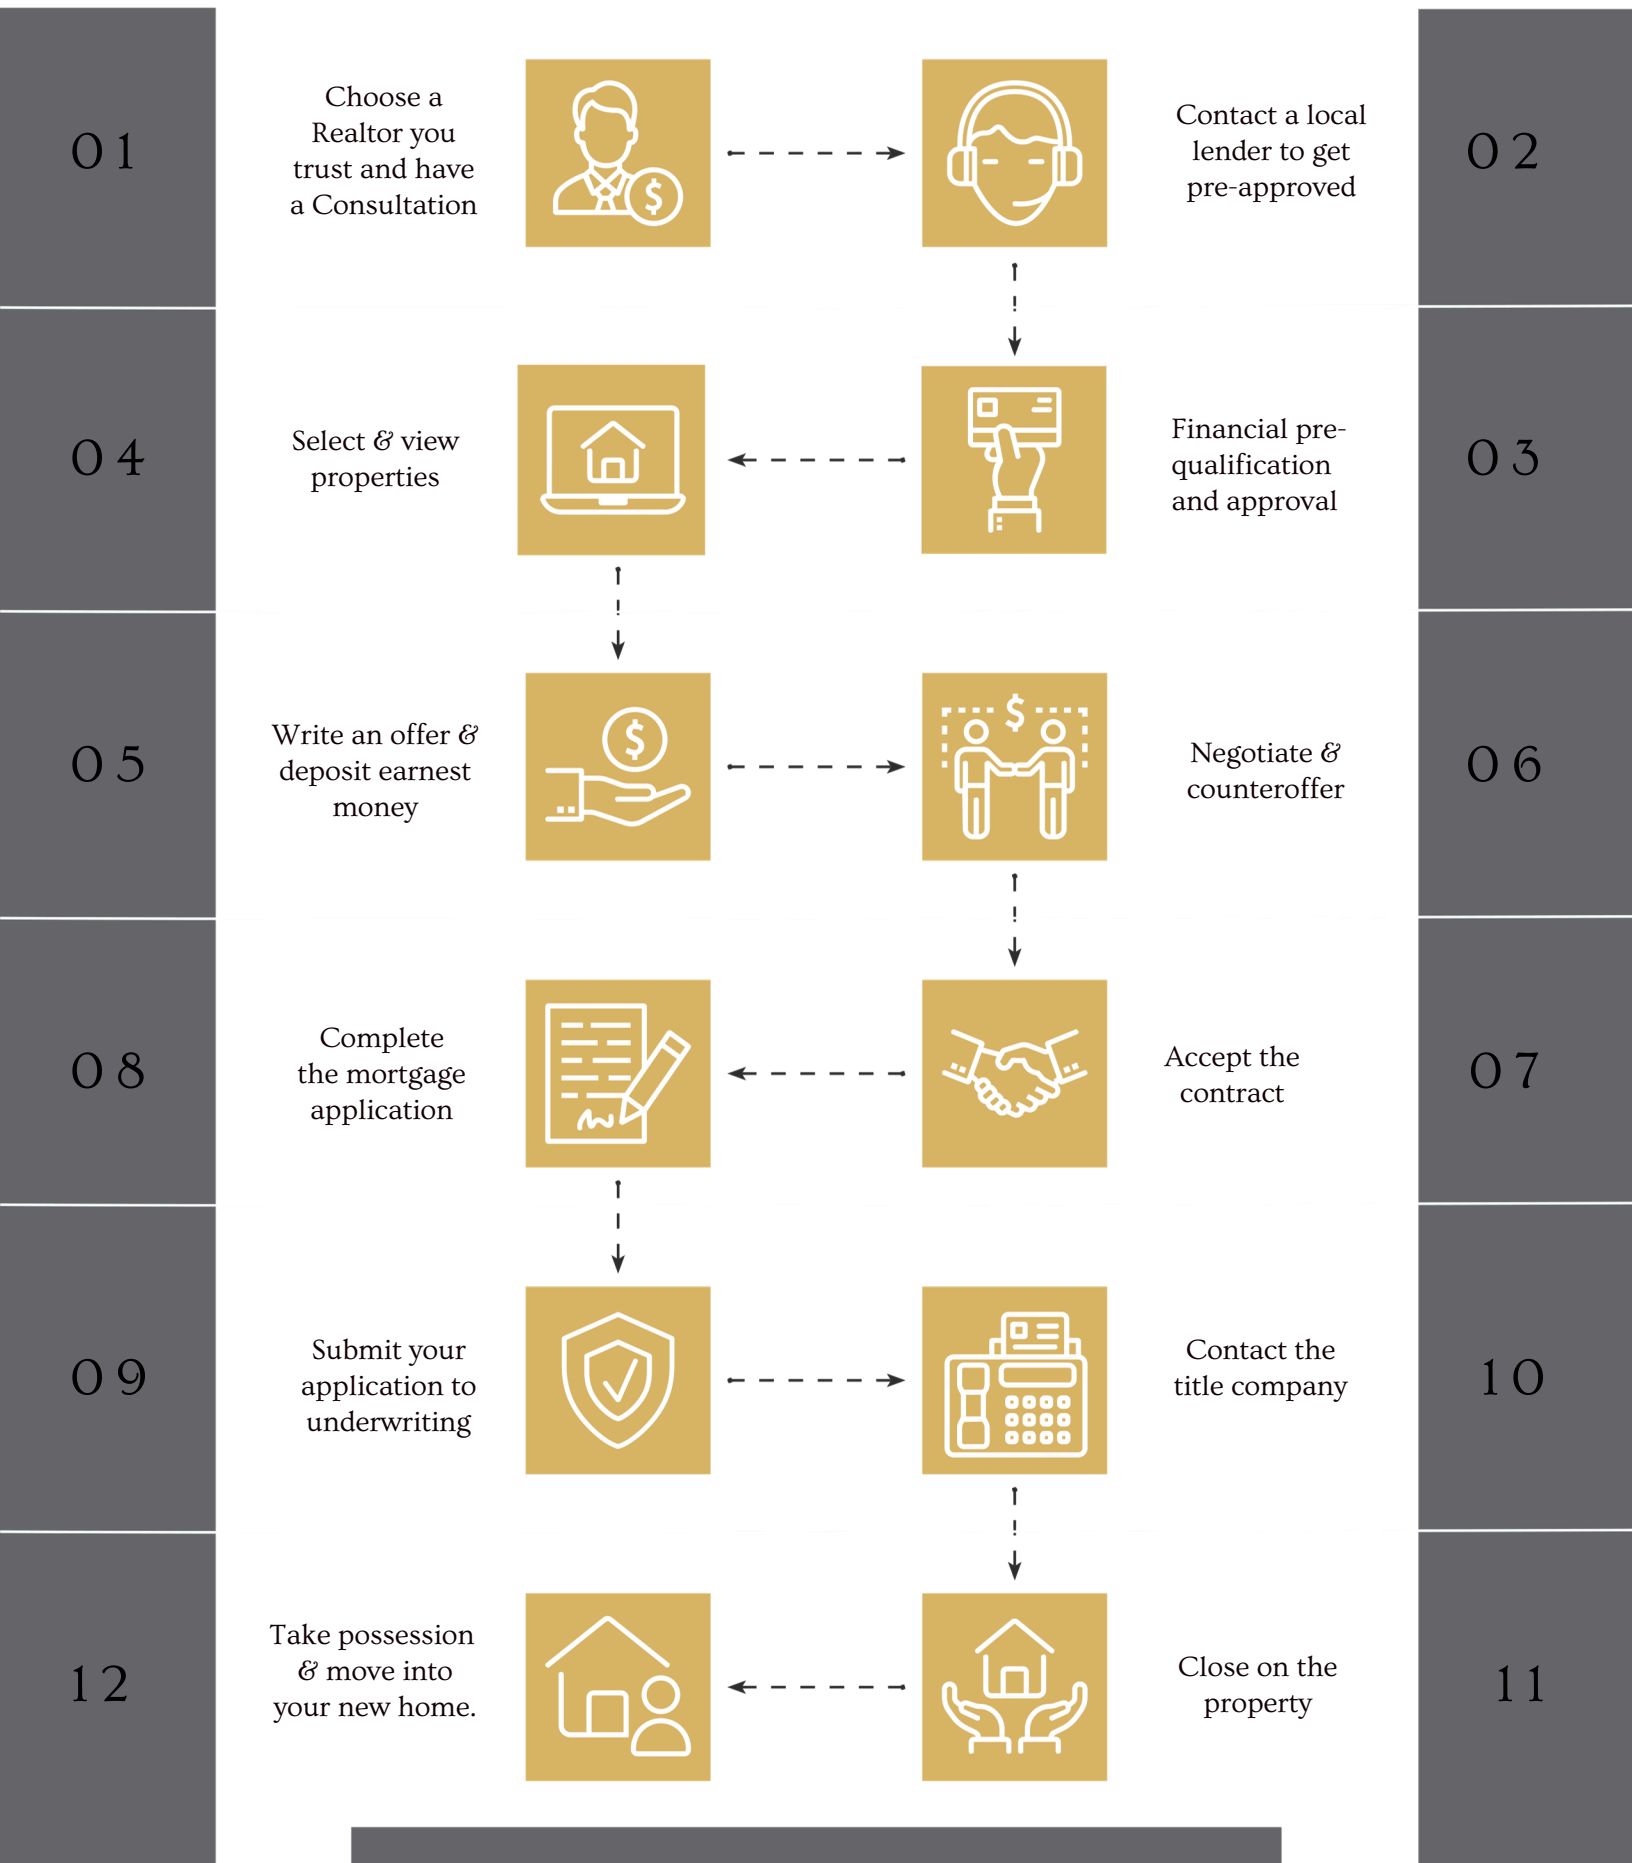 01
Choose a
Realtor you
trust and have
a Consultation
$
Contact a local
lender to get
pre-approved
02
04
Select & view
properties
Financial pre-
qualification
and approval
03
05
Write an offer &
deposit earnest
money
$
$
Negotiate &
counteroffer
06
08
Complete
the mortgage
application
Accept the
contract
07
09
Submit your
application to
underwriting
Contact the
title company
10
12
Take possession
& move into
your new home.
Close on the
property
11